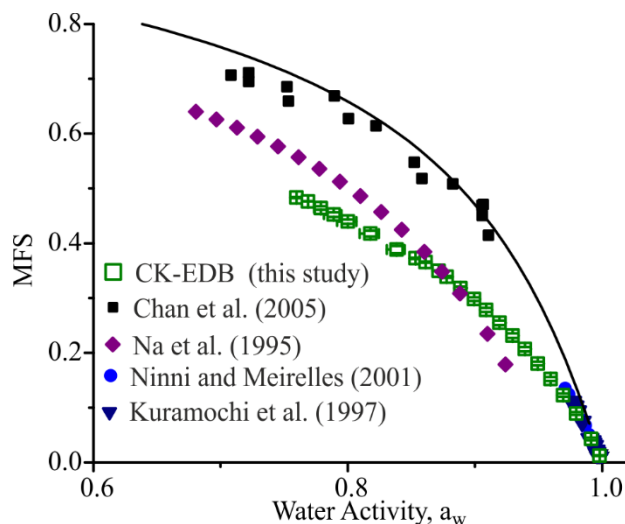 0.8
0.6
MFS
0.4
CK-EDB (this study)
Chan et al. (2005)
0.2
Na et al. (1995)
Ninni and Meirelles (2001)
Kuramochi et al. (1997)
0.0
0.6 0.8 1.0
Water Activity, a_w